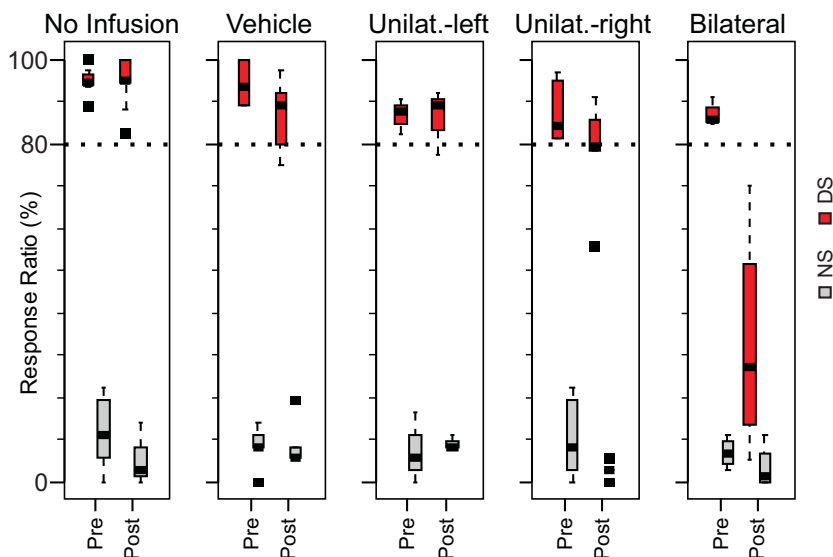 No Infusion Vehicle Unilat.-left Unilat.-right Bilateral
100
80
0
Response Ratio (%)
Pre Post Pre Post Pre Post Pre Post Pre Post
DS
NS